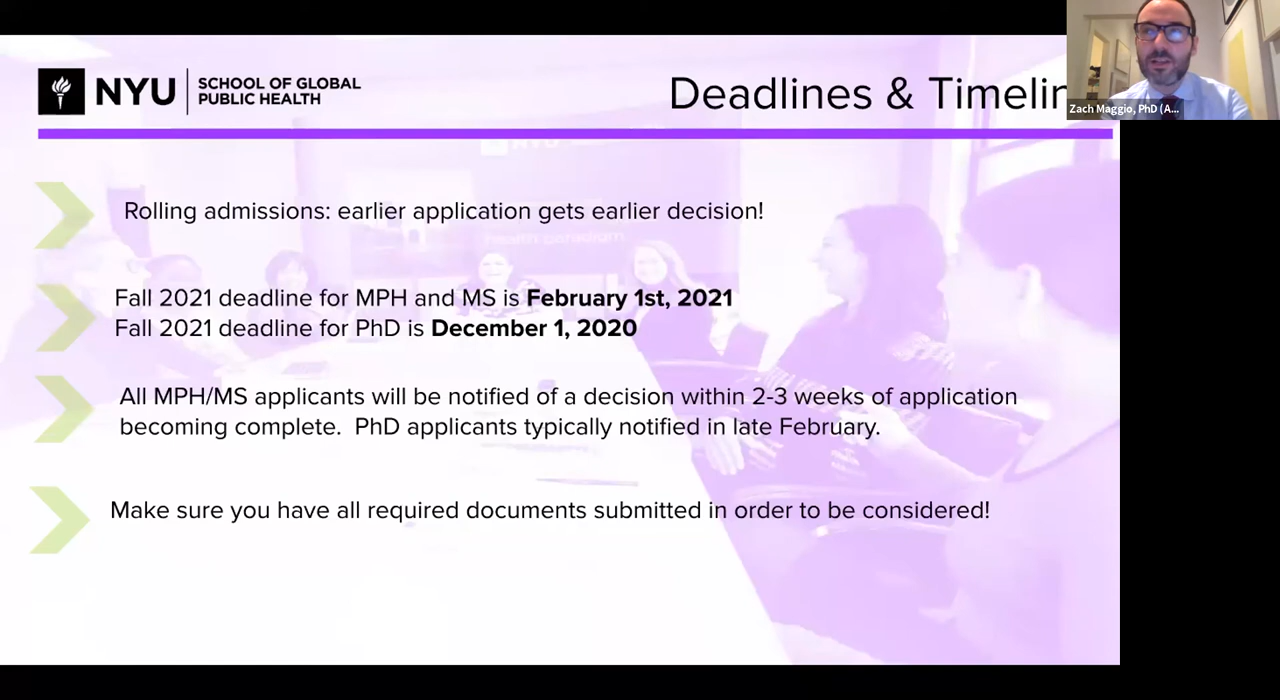 NYU
SCHOOL OF GLOBAL
PUBLIC HEALTH
Deadlines & Timelin
Zach Maggio, PhD (A...
Rolling admissions: earlier application gets earlier decision!
Fall 2021 deadline for MPH and MS is February 1st, 2021
Fall 2021 deadline for PhD is December 1, 2020
All MPH/MS applicants will be notified of a decision within 2-3 weeks of application
becoming complete.  PhD applicants typically notified in late February.
Make sure you have all required documents submitted in order to be considered!